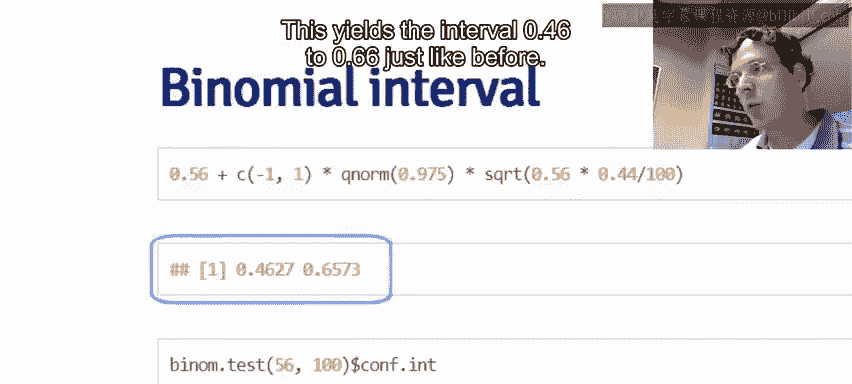 This yields the interval 0.46
to 0.66 just like before.
Binomial interval
0.56 + c(-1, 1) * qnorm(0.975) * sqrt(0.56 * 0.44/100)
## [1] 0.4627 0.6573
binom.test(56, 100)$conf.int